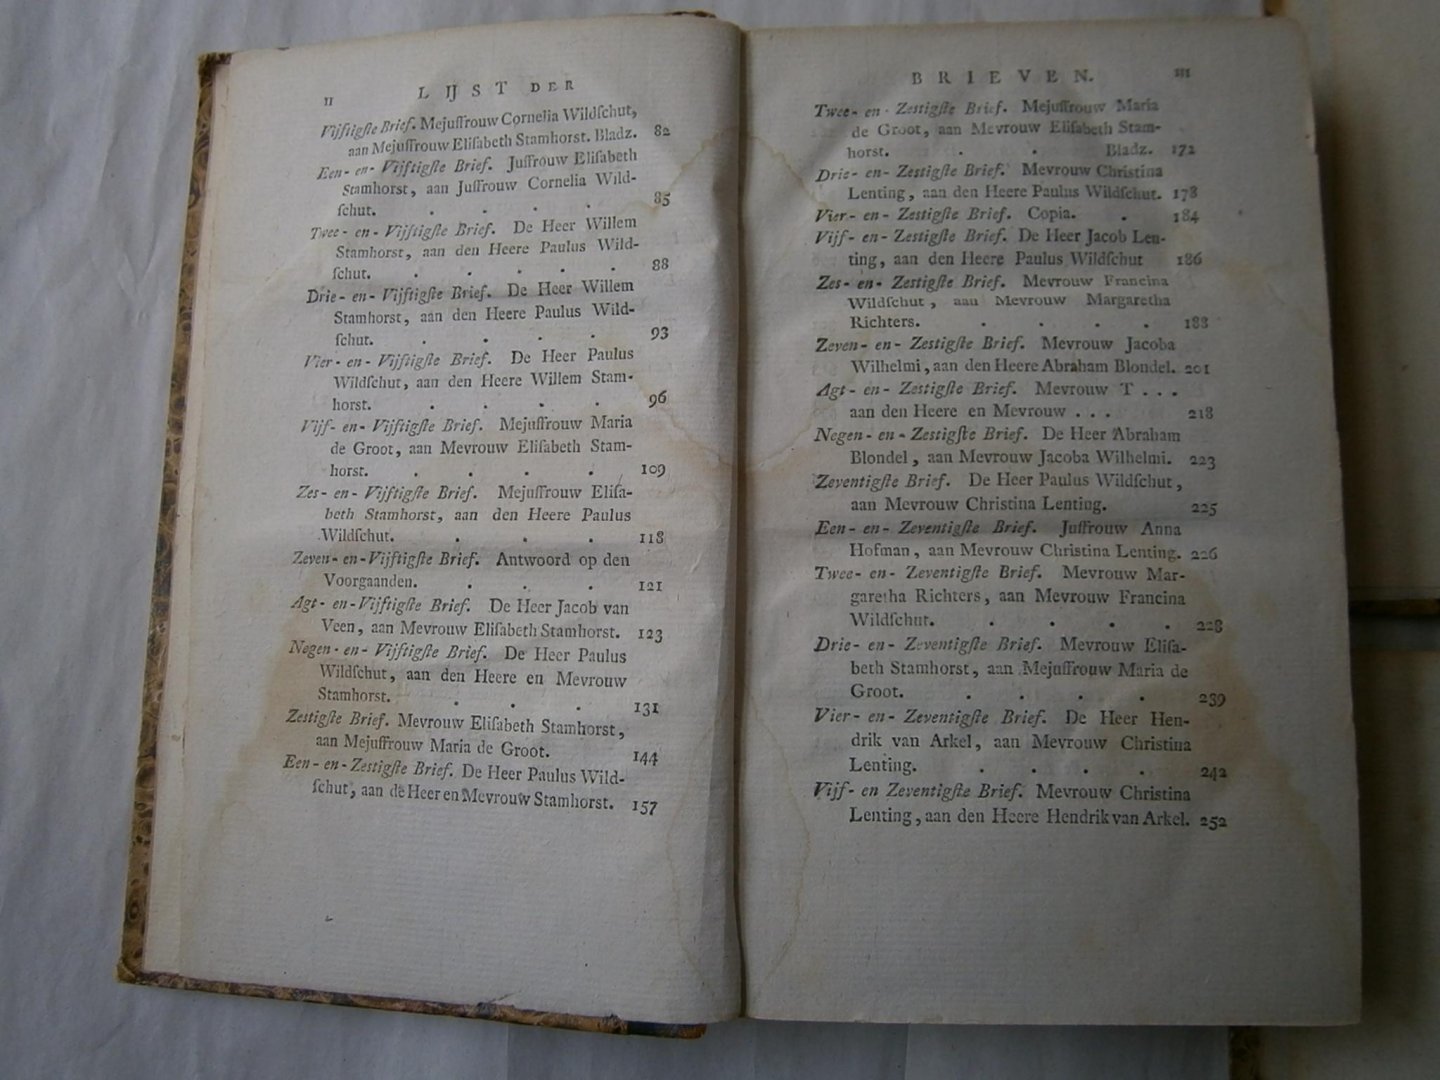 II LIJST DER
Vijftigſte Brief. Mejuffrouw Cornelia Wildſchut,
aan Mejuffrouw Eliſabeth Stamhorst. Bladz. 82
Een- en- Vijftigſte Brief. Juffrouw Eliſabeth
Stamhorst, aan Juffrouw Cornelia Wild-
ſchut. . . . . 85
Twee- en- Vijftigſte Brief. De Heer Willem
Stamhorst, aan den Heere Paulus Wild-
ſchut. . . . . . 88
Drie- en- Vijftigſte Brief. De Heer Willem
Stamhorst, aan den Heere Paulus Wild-
ſchut. . . . . 93
Vier- en- Vijftigſte Brief. De Heer Paulus
Wildſchut, aan den Heere Willem Stam-
horst. . . . . 96
Vijf- en- Vijftigſte Brief. Mejuffrouw Maria
de Groot, aan Mevrouw Eliſabeth Stam-
horst. . . . . 109
Zes- en- Vijftigſte Brief. Mejuffrouw Eliſa-
beth Stamhorst, aan den Heere Paulus
Wildſchut. . . . 118
Zeven- en- Vijftigſte Brief. Antwoord op den
Voorgaanden. . . . 121
Agt- en- Vijftigſte Brief. De Heer Jacob van
Veen, aan Mevrouw Eliſabeth Stamhorst. 123
Negen- en- Vijftigſte Brief. De Heer Paulus
Wildſchut, aan den Heere en Mevrouw
Stamhorst. . . . 131
Zestigſte Brief. Mevrouw Eliſabeth Stamhorst,
aan Mejuffrouw Maria de Groot. 144
Een- en- Zestigſte Brief. De Heer Paulus Wild-
ſchut, aan de Heer en Mevrouw Stamhorst. 157
BRIEVEN. III
Twee- en- Zestigſte Brief. Mejuffrouw Maria
de Groot, aan Mevrouw Eliſabeth Stam-
horst. . . Bladz. 172
Drie- en- Zestigſte Brief. Mevrouw Christina
Lenting, aan den Heere Paulus Wildſchut. 178
Vier- en- Zestigſte Brief. Copia. . 184
Vijf- en- Zestigſte Brief. De Heer Jacob Len-
ting, aan den Heere Paulus Wildſchut 186
Zes- en- Zestigſte Brief. Mevrouw Francina
Wildſchut, aan Mevrouw Margaretha
Richters. . . . . 188
Zeven- en- Zestigſte Brief. Mevrouw Jacoba
Wilhelmi, aan den Heere Abraham Blondel. 201
Agt- en- Zestigſte Brief. Mevrouw T . . .
aan den Heere en Mevrouw . . . 218
Negen- en- Zestigſte Brief. De Heer Abraham
Blondel, aan Mevrouw Jacoba Wilhelmi. 223
Zeventigſte Brief. De Heer Paulus Wildſchut,
aan Mevrouw Christina Lenting. 225
Een- en- Zeventigſte Brief. Juffrouw Anna
Hofman, aan Mevrouw Christina Lenting. 226
Twee- en- Zeventigſte Brief. Mevrouw Mar-
garetha Richters, aan Mevrouw Francina
Wildſchut. . . . . 228
Drie- en- Zeventigſte Brief. Mevrouw Eliſa-
beth Stamhorst, aan Mejuffrouw Maria de
Groot. . . . . 239
Vier- en- Zeventigſte Brief. De Heer Hen-
drik van Arkel, aan Mevrouw Christina
Lenting. . . . . 242
Vijf- en Zeventigſte Brief. Mevrouw Christina
Lenting, aan den Heere Hendrik van Arkel. 252